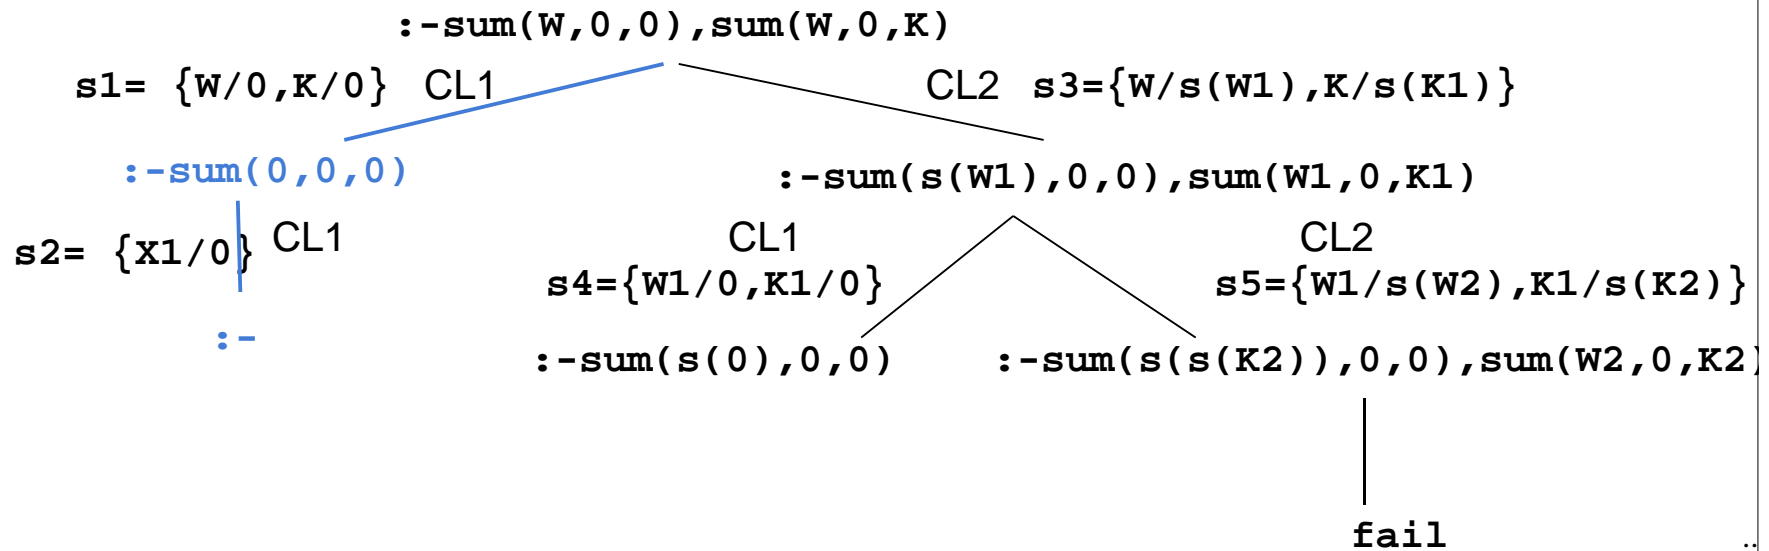 :-sum(W,0,0),sum(W,0,K)
s1= {W/0,K/0} CL1 CL2 s3={W/s(W1),K/s(K1)}
:-sum(0,0,0) :-sum(s(W1),0,0),sum(W1,0,K1)
s2= {X1/0} CL1 CL1 CL2
s4={W1/0,K1/0} s5={W1/s(W2),K1/s(K2)}
:- :-sum(s(0),0,0) :-sum(s(s(K2)),0,0),sum(W2,0,K2)
fail ..